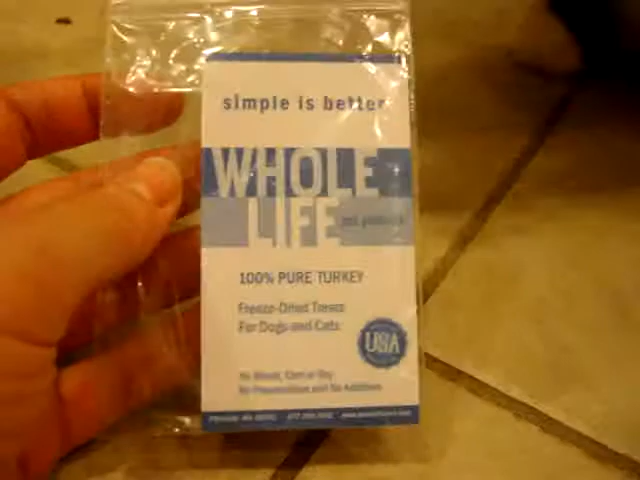 simple is better
WHOLE
LIFE
pet products
100% PURE TURKEY
Freeze-Dried Treats
For Dogs and Cats
USA
No Wheat, Corn or Soy
No Preservatives and No Additives